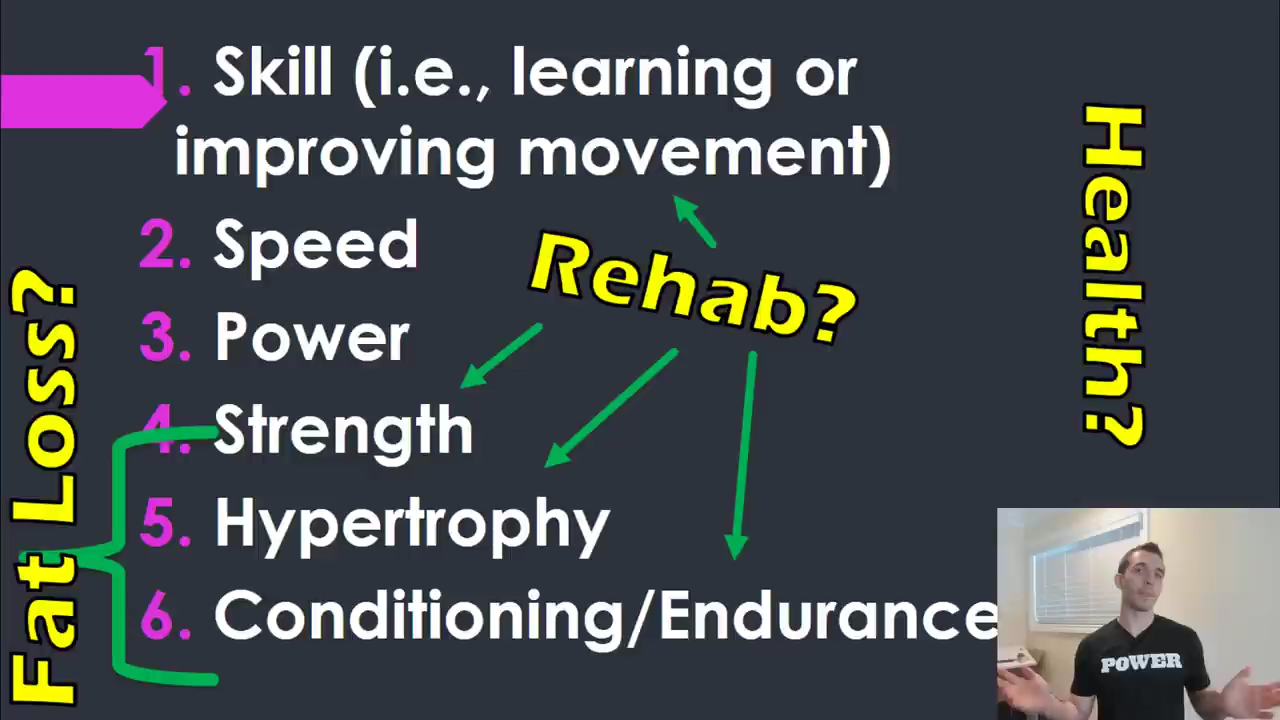 1. Skill (i.e., learning or
improving movement)
2. Speed
3. Power
4. Strength
5. Hypertrophy
6. Conditioning/Endurance
Rehab?
Fat Loss?
Health?
POWER